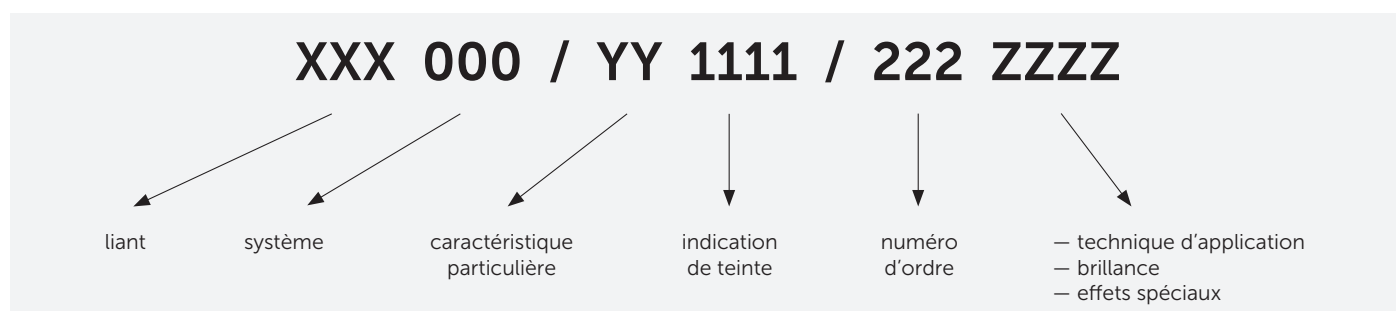 XXX 000 / YY 1111 / 222 ZZZZ
liant
système
caractéristique
particulière
indication
de teinte
numéro
d’ordre
— technique d’application
— brillance
— effets spéciaux